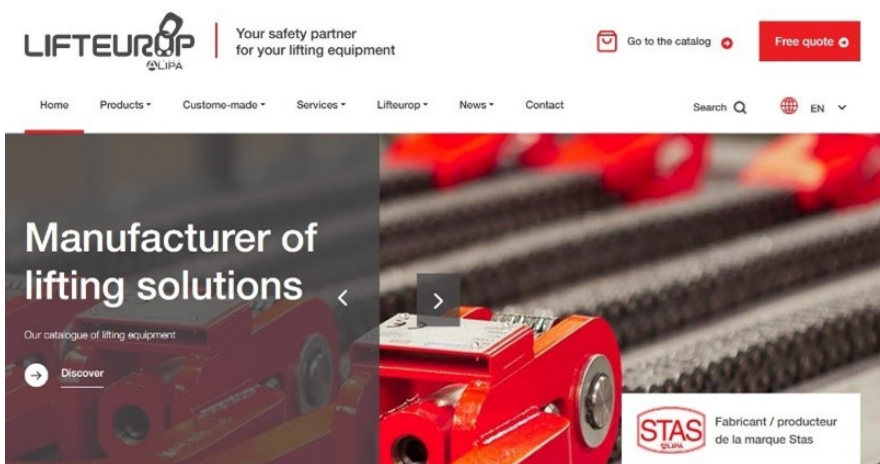 LIFTEUROP
ALIPA
Your safety partner
for your lifting equipment
Go to the catalog
Free quote
Home Products Custome-made Services Lifteurop News Contact Search EN
Manufacturer of
lifting solutions
Our catalogue of lifting equipment
Discover
STAS
ALIPA
Fabricant / producteur
de la marque Stas